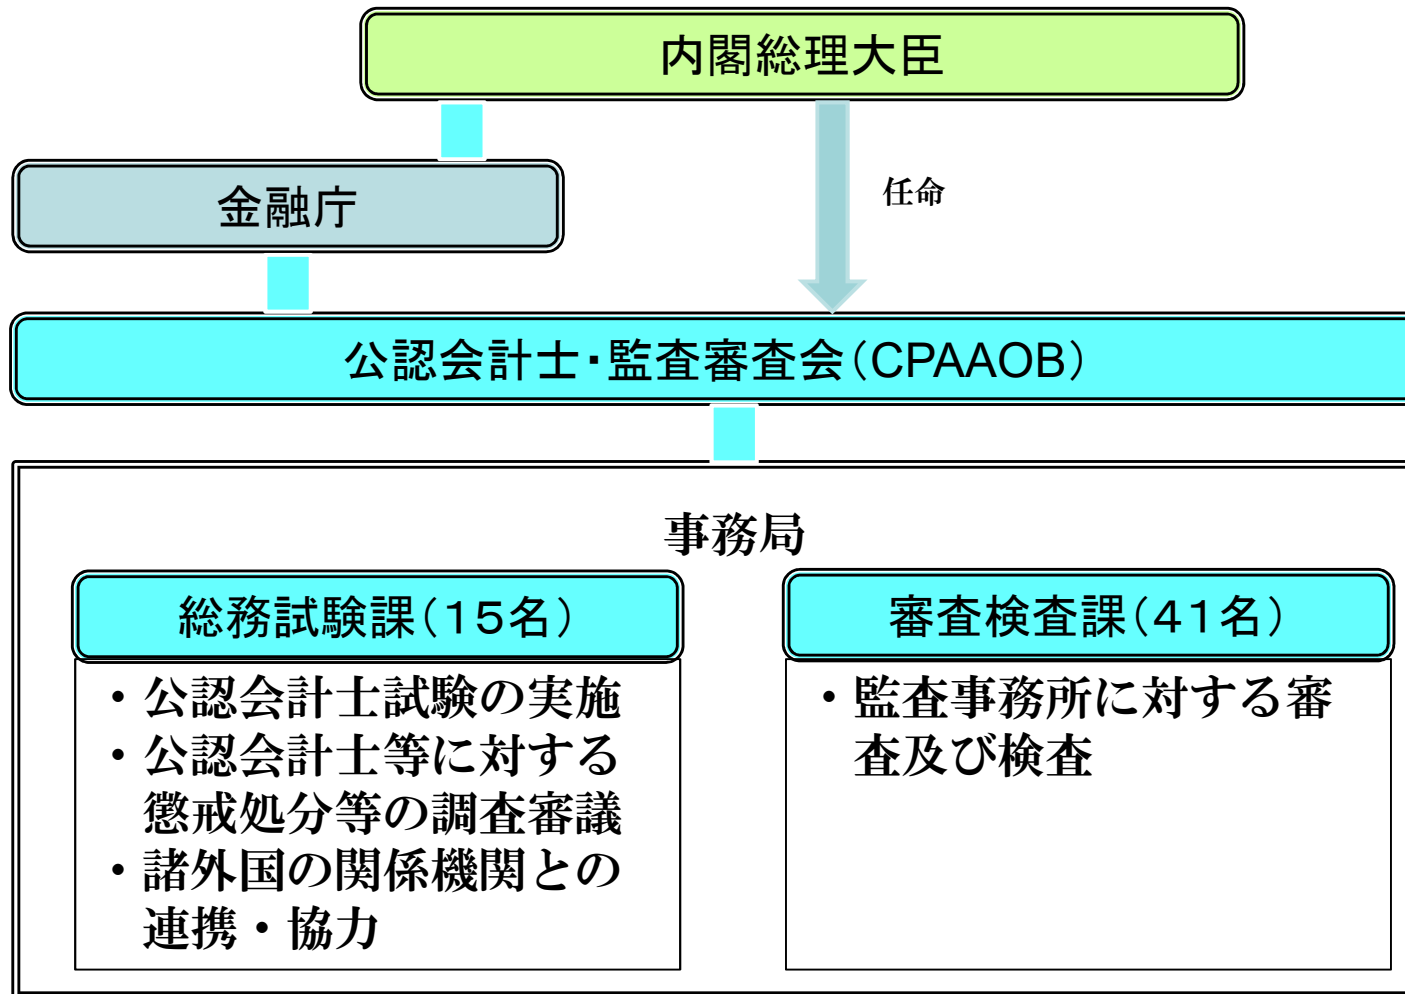 内閣総理大臣
金融庁
任命
公認会計士・監査審査会(CPAAOB)
事務局
総務試験課(15名)
・公認会計士試験の実施
・公認会計士等に対する
懲戒処分等の調査審議
・諸外国の関係機関との
連携・協力
審査検査課(41名)
・監査事務所に対する審
査及び検査